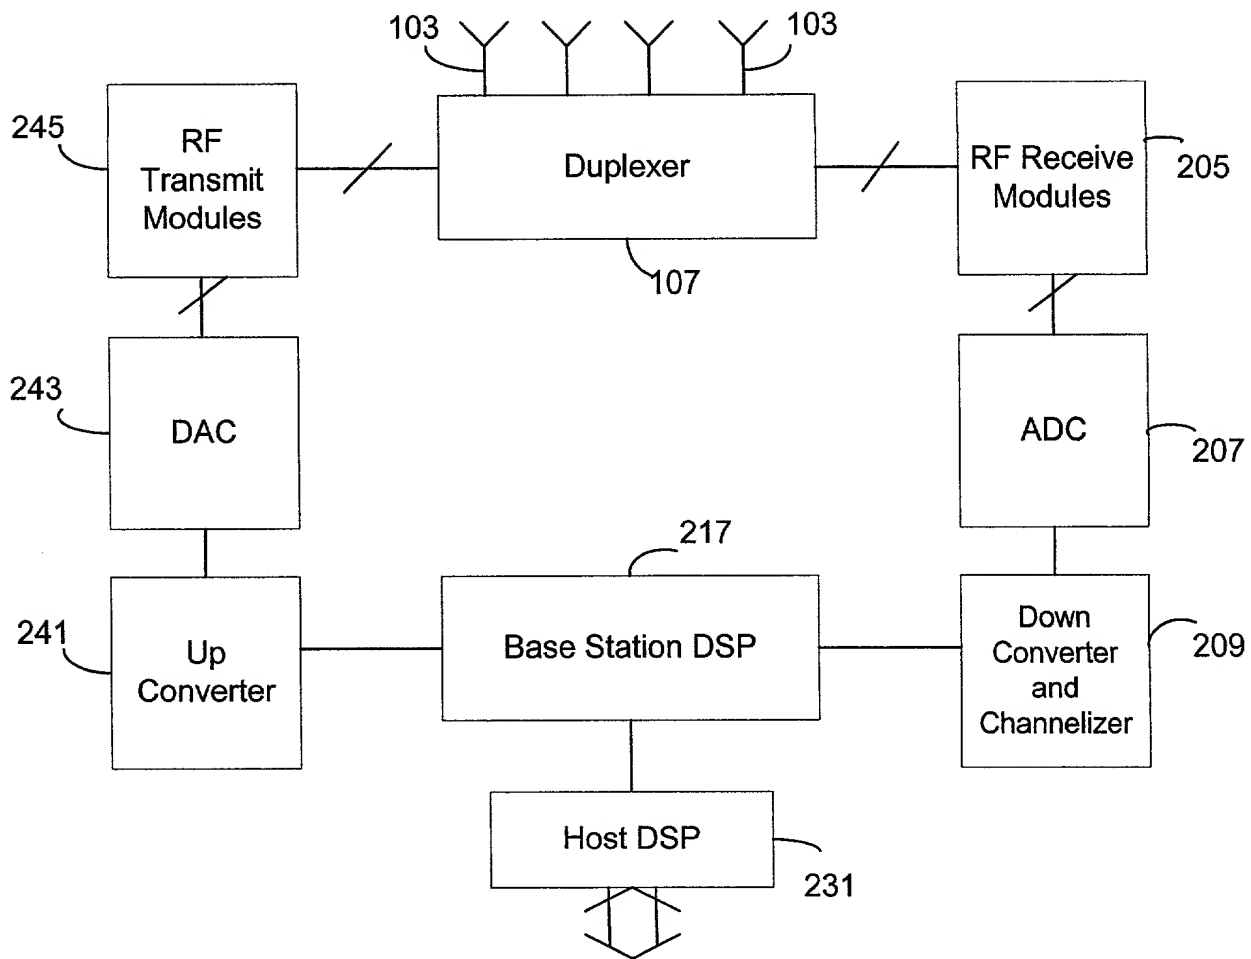 103
103
245
RF
Transmit
Modules
Duplexer
RF Receive
Modules
205
107
243
DAC
ADC
207
217
241
Up
Converter
Base Station DSP
Down
Converter
and
Channelizer
209
Host DSP
231